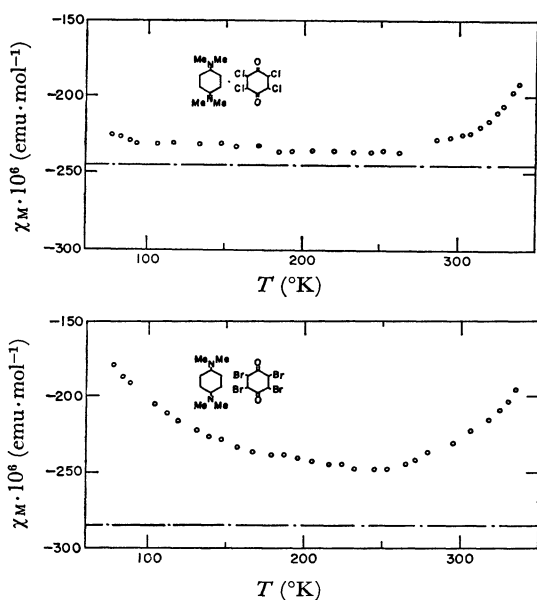 −150
−200
−250
−300
χM·10⁶ (emu·mol⁻¹)
Me Me
N
N
Me Me
·
O
Cl Cl
Cl Cl
O
100 200 300
T (°K)
−150
−200
−250
−300
χM·10⁶ (emu·mol⁻¹)
Me Me
N
N
Me Me
O
Br Br
Br Br
O
100 200 300
T (°K)